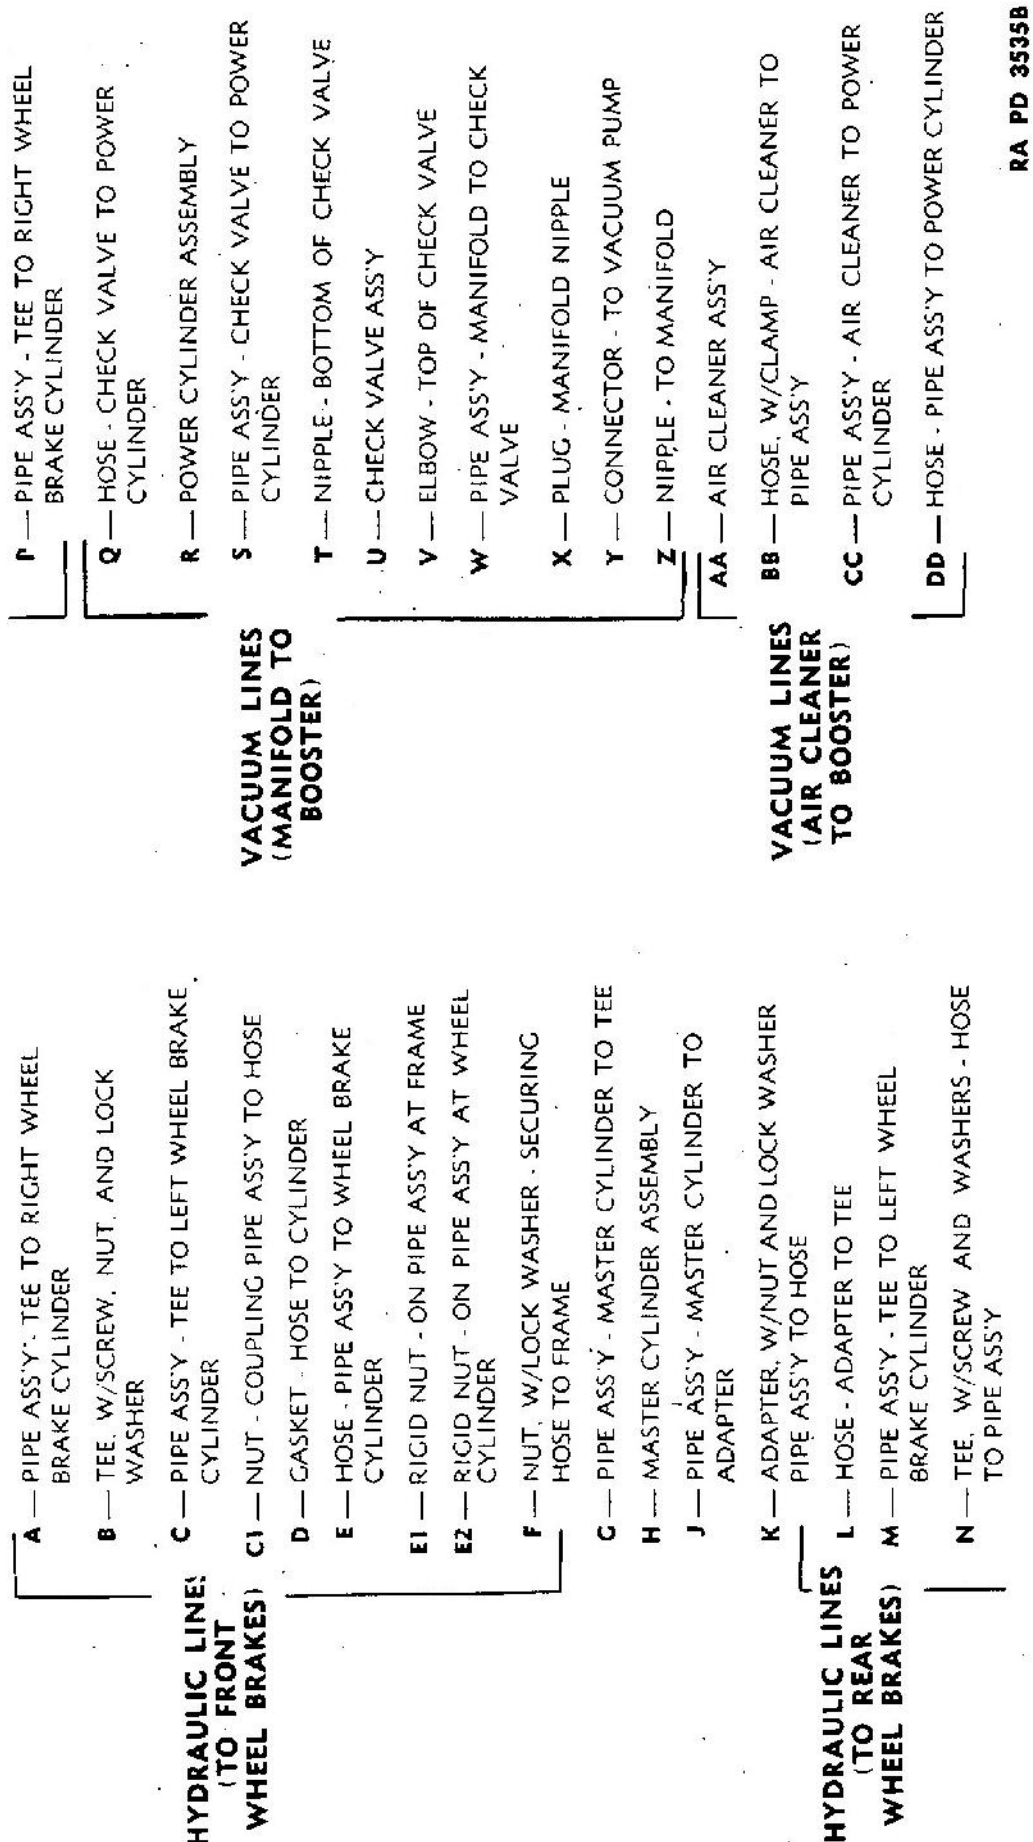 HYDRAULIC LINES
(TO FRONT
WHEEL BRAKES)
A — PIPE ASS'Y - TEE TO RIGHT WHEEL
BRAKE CYLINDER
B — TEE, W/SCREW, NUT, AND LOCK
WASHER
C — PIPE ASS'Y - TEE TO LEFT WHEEL BRAKE
CYLINDER
C1 — NUT - COUPLING PIPE ASS'Y TO HOSE
D — GASKET - HOSE TO CYLINDER
E — HOSE - PIPE ASS'Y TO WHEEL BRAKE
CYLINDER
E1 — RIGID NUT - ON PIPE ASS'Y AT FRAME
E2 — RIGID NUT - ON PIPE ASS'Y AT WHEEL
CYLINDER
F — NUT, W/LOCK WASHER - SECURING
HOSE TO FRAME
G — PIPE ASS'Y - MASTER CYLINDER TO TEE
H — MASTER CYLINDER ASSEMBLY
J — PIPE ASS'Y - MASTER CYLINDER TO
ADAPTER
HYDRAULIC LINES
(TO REAR
WHEEL BRAKES)
K — ADAPTER, W/NUT AND LOCK WASHER
PIPE ASS'Y TO HOSE
L — HOSE - ADAPTER TO TEE
M — PIPE ASS'Y - TEE TO LEFT WHEEL
BRAKE CYLINDER
N — TEE, W/SCREW AND WASHERS - HOSE
TO PIPE ASS'Y
P — PIPE ASS'Y - TEE TO RIGHT WHEEL
BRAKE CYLINDER
VACUUM LINES
(MANIFOLD TO
BOOSTER)
Q — HOSE - CHECK VALVE TO POWER
CYLINDER
R — POWER CYLINDER ASSEMBLY
S — PIPE ASS'Y - CHECK VALVE TO POWER
CYLINDER
T — NIPPLE - BOTTOM OF CHECK VALVE
U — CHECK VALVE ASS'Y
V — ELBOW - TOP OF CHECK VALVE
W — PIPE ASS'Y - MANIFOLD TO CHECK
VALVE
X — PLUG - MANIFOLD NIPPLE
Y — CONNECTOR - TO VACUUM PUMP
Z — NIPPLE - TO MANIFOLD
VACUUM LINES
(AIR CLEANER
TO BOOSTER)
AA — AIR CLEANER ASS'Y
BB — HOSE, W/CLAMP - AIR CLEANER TO
PIPE ASS'Y
CC — PIPE ASS'Y - AIR CLEANER TO POWER
CYLINDER
DD — HOSE - PIPE ASS'Y TO POWER CYLINDER
RA PD 3535B